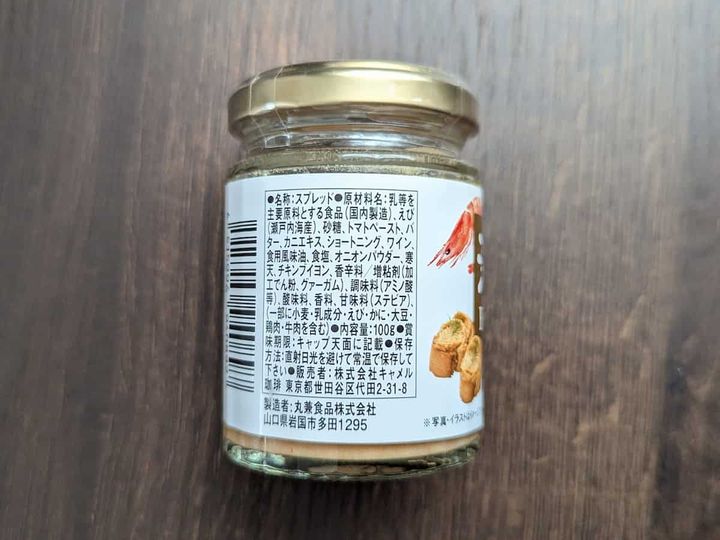 ●名称:スプレッド●原材料名:乳等を
主要原料とする食品(国内製造)、えび
(瀬戸内海産)、砂糖、トマトペースト、バ
ター、カニエキス、ショートニング、ワイン、
食用風味油、食塩、オニオンパウダー、寒
天、チキンブイヨン、香辛料/増粘剤(加
工でん粉、グァーガム)、調味料(アミノ酸
等)、酸味料、香料、甘味料(ステビア)、
(一部に小麦・乳成分・えび・かに・大豆・
鶏肉・牛肉を含む)●内容量:100g●賞
味期限:キャップ天面に記載●保存
方法:直射日光を避けて常温で保存して
下さい●販売者:株式会社キャメル
珈琲 東京都世田谷区代田2-31-8
製造者:丸兼食品株式会社
山口県岩国市多田1295
※写真・イラストは